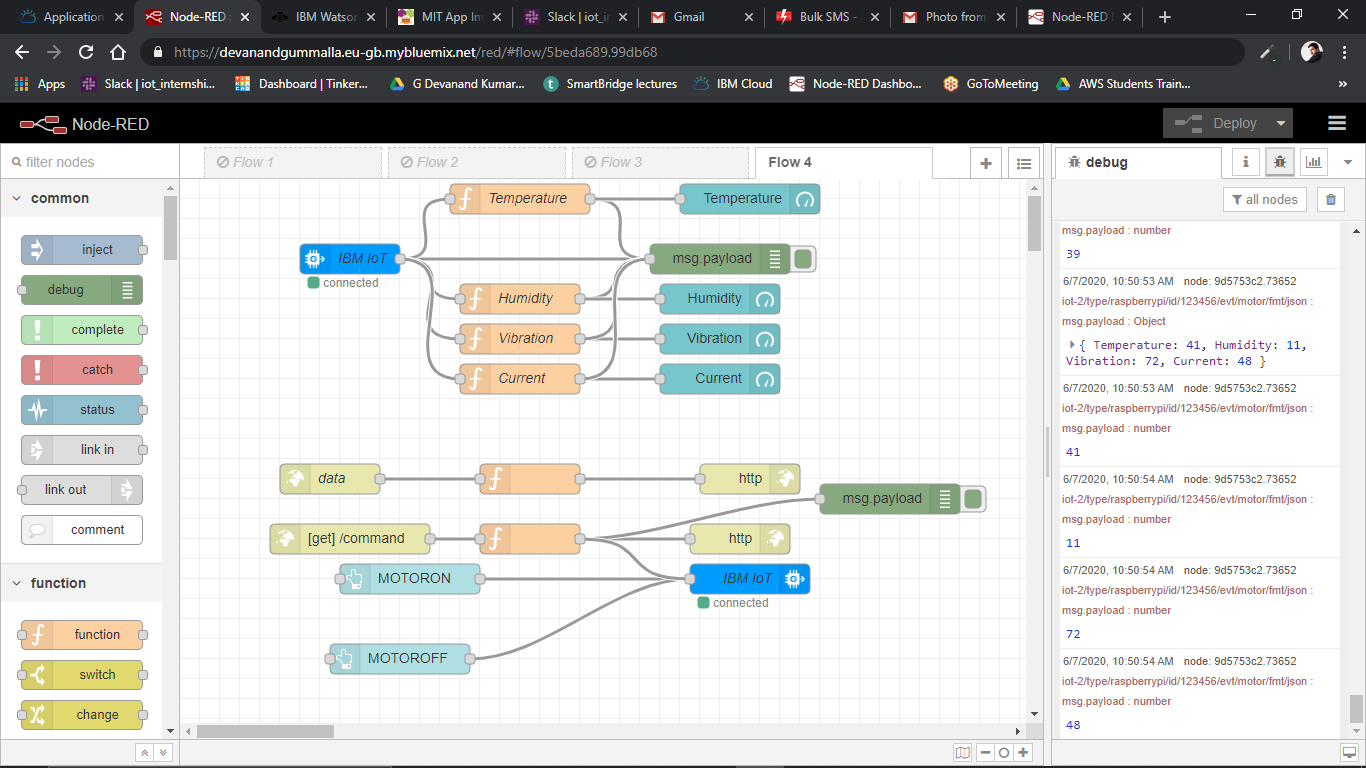 Application
Node-RED :
IBM Watson
MIT App Inv
Slack | iot_in
Gmail
Bulk SMS -
Photo from
Node-RED
https://devanandgummalla.eu-gb.mybluemix.net/red/#flow/5beda689.99db68
Apps
Slack | iot_internshi...
Dashboard | Tinker...
G Devanand Kumar...
SmartBridge lectures
IBM Cloud
Node-RED Dashbo...
GoToMeeting
AWS Students Train...
»
Node-RED
Deploy
filter nodes
Flow 1
Flow 2
Flow 3
Flow 4
debug
all nodes
common
inject
debug
complete
catch
status
link in
link out
comment
function
function
switch
change
Temperature
Temperature
IBM IoT
connected
msg.payload
Humidity
Humidity
Vibration
Vibration
Current
Current
data
http
msg.payload
[get] /command
http
MOTORON
IBM IoT
connected
MOTOROFF
msg.payload : number
39
6/7/2020, 10:50:53 AM node: 9d5753c2.73652
iot-2/type/raspberrypi/id/123456/evt/motor/fmt/json :
msg.payload : Object
{ Temperature: 41, Humidity: 11,
Vibration: 72, Current: 48 }
6/7/2020, 10:50:53 AM node: 9d5753c2.73652
iot-2/type/raspberrypi/id/123456/evt/motor/fmt/json :
msg.payload : number
41
6/7/2020, 10:50:54 AM node: 9d5753c2.73652
iot-2/type/raspberrypi/id/123456/evt/motor/fmt/json :
msg.payload : number
11
6/7/2020, 10:50:54 AM node: 9d5753c2.73652
iot-2/type/raspberrypi/id/123456/evt/motor/fmt/json :
msg.payload : number
72
6/7/2020, 10:50:54 AM node: 9d5753c2.73652
iot-2/type/raspberrypi/id/123456/evt/motor/fmt/json :
msg.payload : number
48